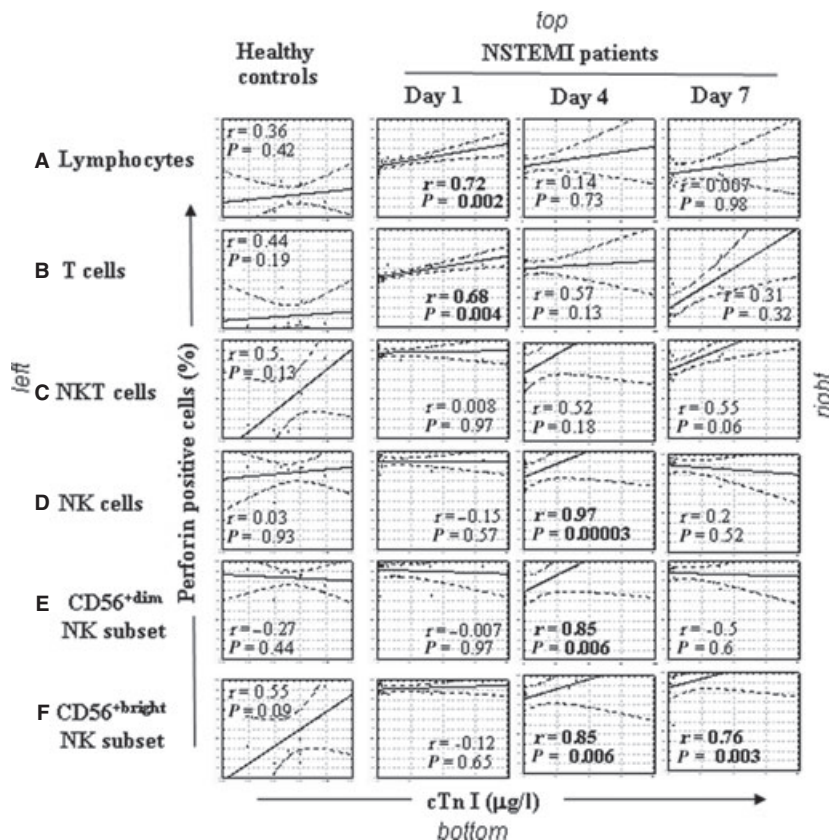 top
Healthy controls
NSTEMI patients
Day 1 Day 4 Day 7
A Lymphocytes
r = 0.36
P = 0.42
r = 0.72
P = 0.002
r = 0.14
P = 0.73
r = 0.007
P = 0.98
B T cells
r = 0.44
P = 0.19
r = 0.68
P = 0.004
r = 0.57
P = 0.13
r = 0.31
P = 0.32
left
Perforin positive cells (%)
right
C NKT cells
r = 0.5
P = 0.13
r = 0.008
P = 0.97
r = 0.52
P = 0.18
r = 0.55
P = 0.06
D NK cells
r = 0.03
P = 0.93
r = –0.15
P = 0.57
r = 0.97
P = 0.00003
r = 0.2
P = 0.52
E CD56+dim NK subset
r = –0.27
P = 0.44
r = –0.007
P = 0.97
r = 0.85
P = 0.006
r = -0.5
P = 0.6
F CD56+bright NK subset
r = 0.55
P = 0.09
r = -0.12
P = 0.65
r = 0.85
P = 0.006
r = 0.76
P = 0.003
cTn I (µg/l)
bottom